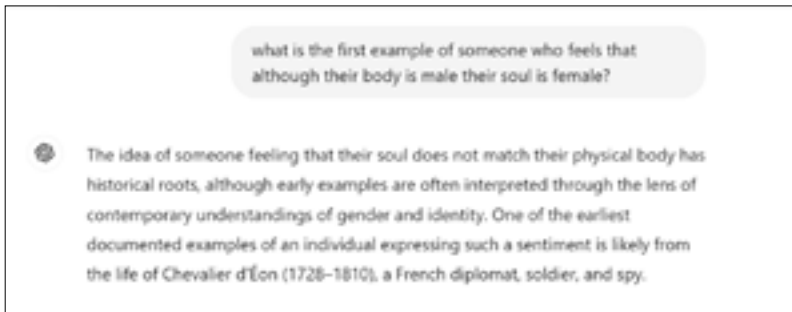 what is the first example of someone who feels that
although their body is male their soul is female?
The idea of someone feeling that their soul does not match their physical body has
historical roots, although early examples are often interpreted through the lens of
contemporary understandings of gender and identity. One of the earliest
documented examples of an individual expressing such a sentiment is likely from
the life of Chevalier d'Éon (1728–1810), a French diplomat, soldier, and spy.